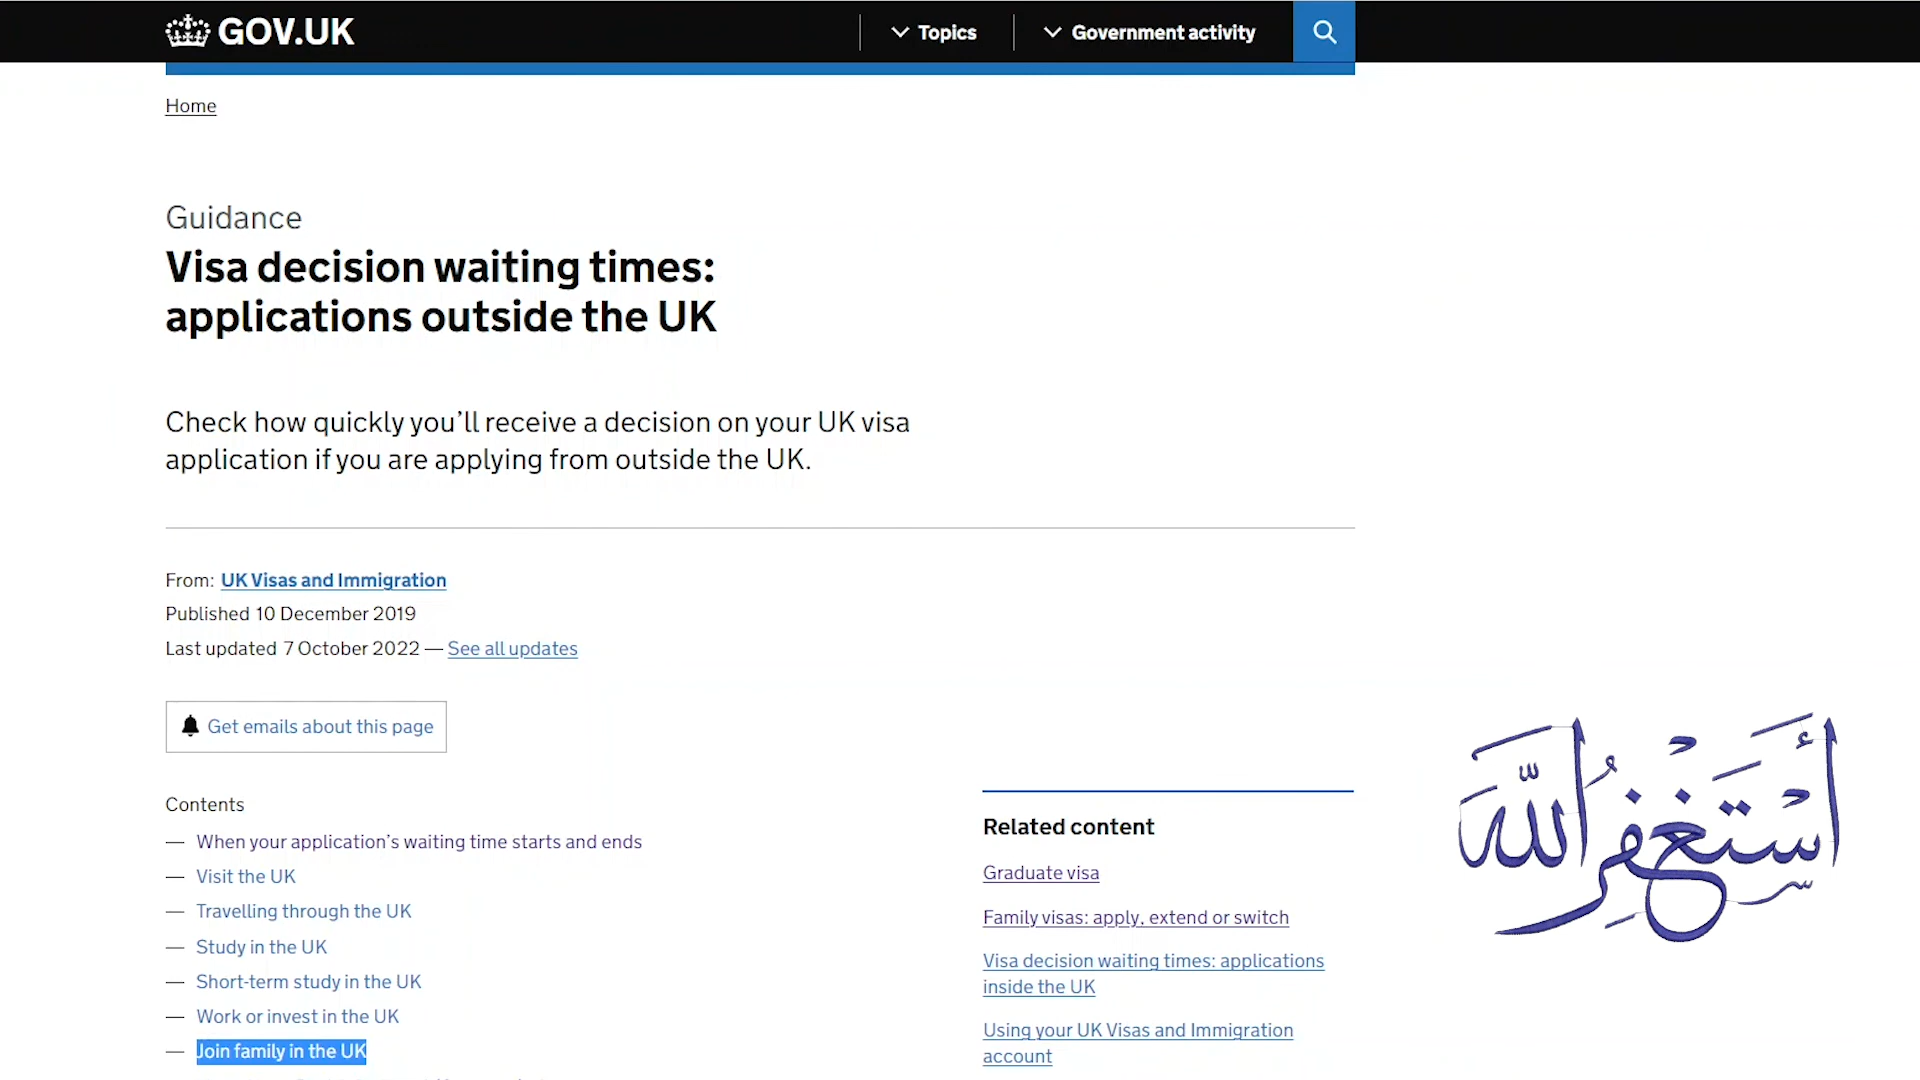 GOV.UK
Topics
Government activity
Home
Guidance
Visa decision waiting times:
applications outside the UK
Check how quickly you’ll receive a decision on your UK visa
application if you are applying from outside the UK.
From: UK Visas and Immigration
Published 10 December 2019
Last updated 7 October 2022 — See all updates
Get emails about this page
Contents
— When your application’s waiting time starts and ends
— Visit the UK
— Travelling through the UK
— Study in the UK
— Short-term study in the UK
— Work or invest in the UK
— Join family in the UK
Related content
Graduate visa
Family visas: apply, extend or switch
Visa decision waiting times: applications
inside the UK
Using your UK Visas and Immigration
account
أَسْتَغْفِرُ اللَّهَ